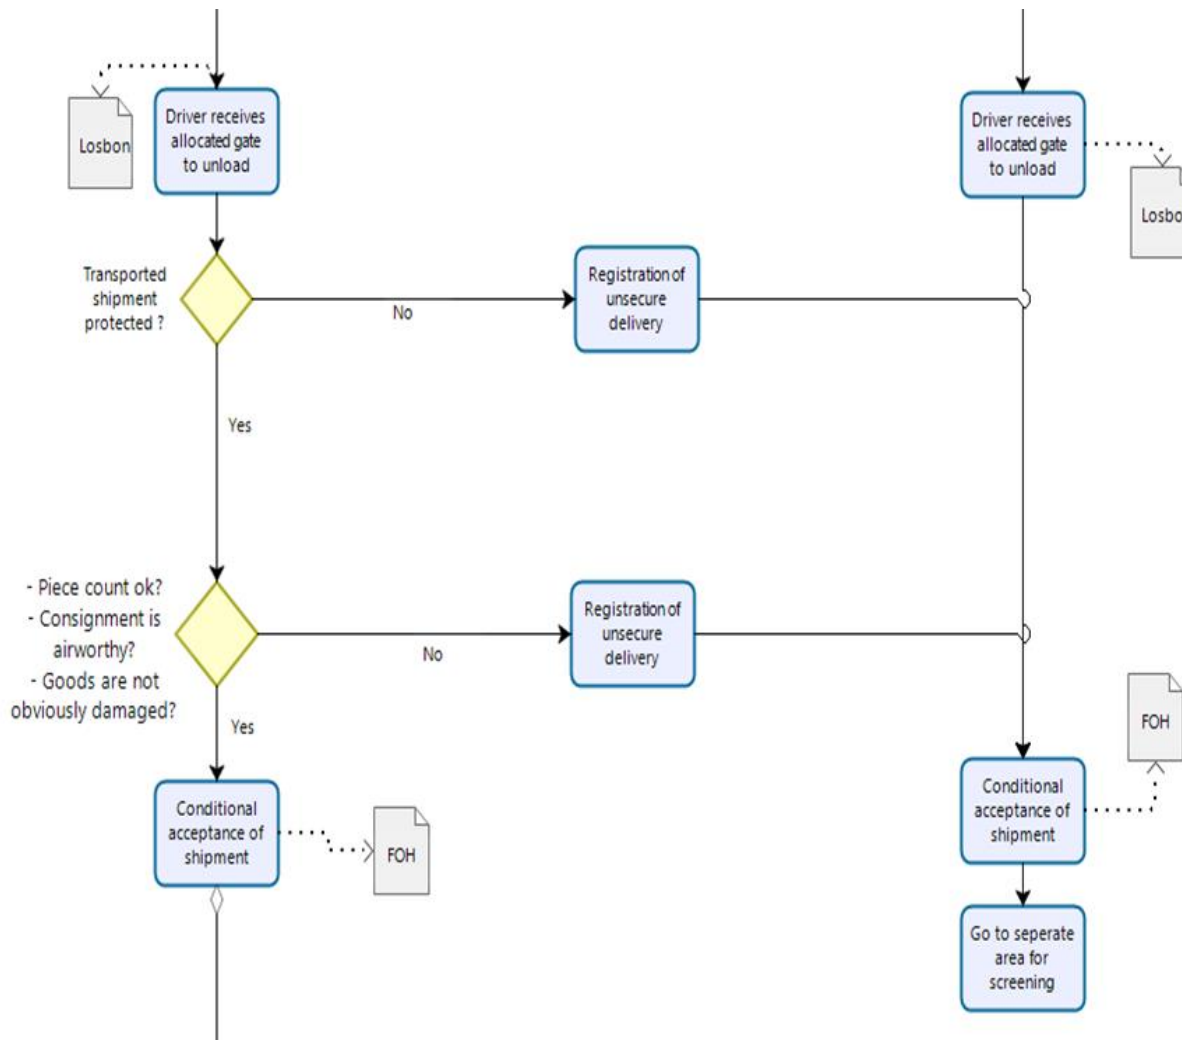 Driver receives
allocated gate
to unload
Losbon
Driver receives
allocated gate
to unload
Losbo
Transported
shipment
protected ?
No
Registration of
unsecure
delivery
Yes
- Piece count ok?
- Consignment is
airworthy?
- Goods are not
obviously damaged?
No
Registration of
unsecure
delivery
Yes
FOH
Conditional
acceptance of
shipment
FOH
Conditional
acceptance of
shipment
Go to seperate
area for
screening